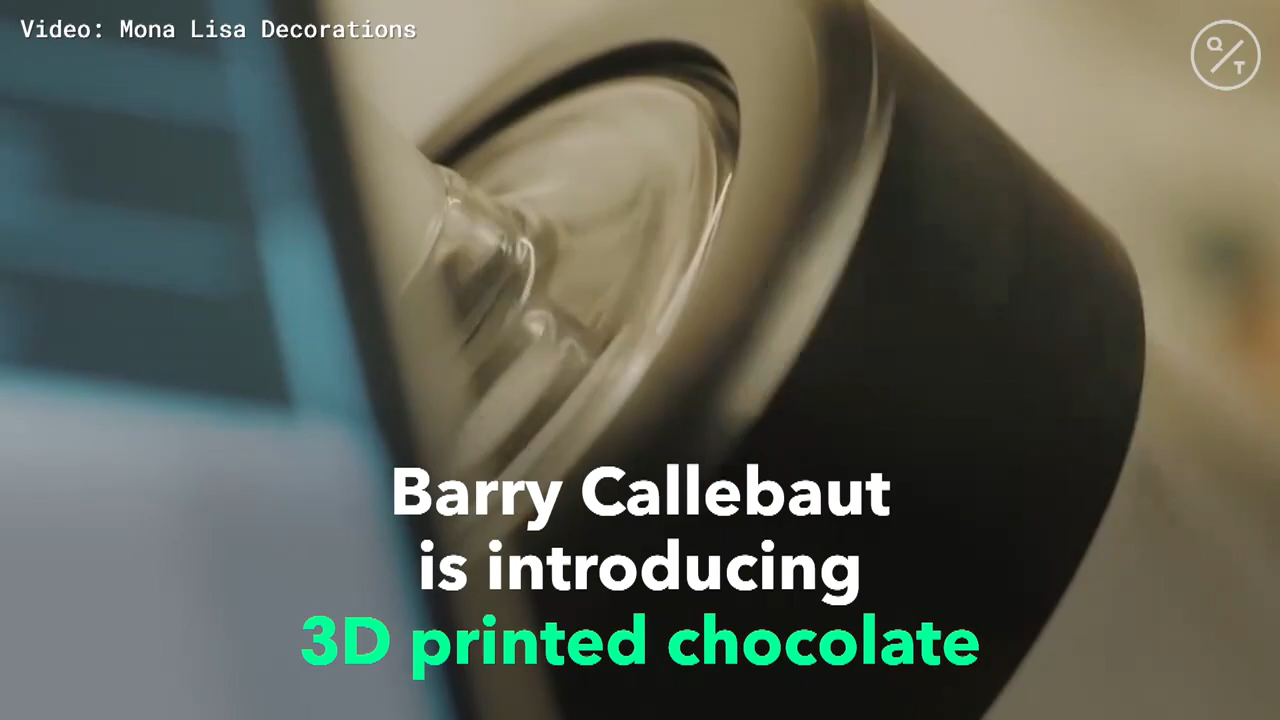 Video: Mona Lisa Decorations
Q
T
Barry Callebaut
is introducing
3D printed chocolate